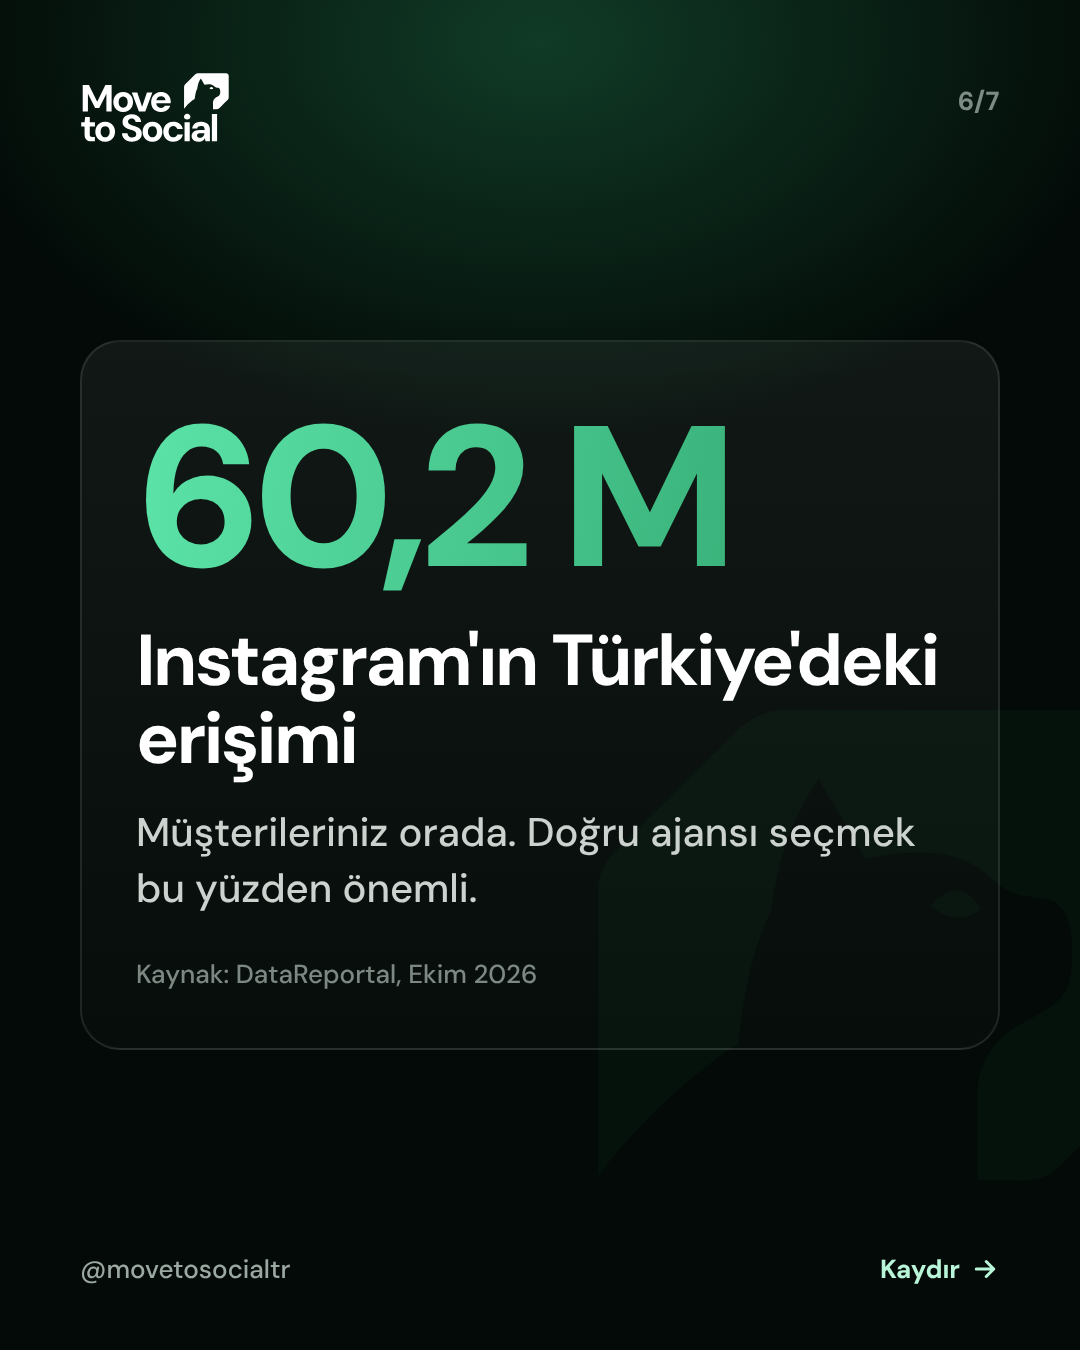 Move
to Social
6/7
60,2 M
Instagram'ın Türkiye'deki
erişimi
Müşterileriniz orada. Doğru ajansı seçmek
bu yüzden önemli.
Kaynak: DataReportal, Ekim 2026
@movetosocialtr
Kaydır →